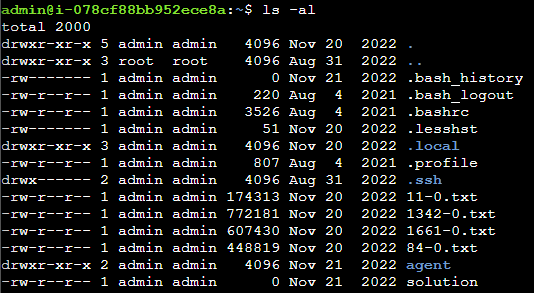 admin@i-078cf88bb952ece8a:~$ ls -al
total 2000
drwxr-xr-x 5 admin admin   4096 Nov 20  2022 .
drwxr-xr-x 3 root  root    4096 Aug 31  2022 ..
-rw------- 1 admin admin      0 Nov 21  2022 .bash_history
-rw-r--r-- 1 admin admin    220 Aug  4  2021 .bash_logout
-rw-r--r-- 1 admin admin   3526 Aug  4  2021 .bashrc
-rw------- 1 admin admin     51 Nov 20  2022 .lesshst
drwxr-xr-x 3 admin admin   4096 Nov 20  2022 .local
-rw-r--r-- 1 admin admin    807 Aug  4  2021 .profile
drwx------ 2 admin admin   4096 Aug 31  2022 .ssh
-rw-r--r-- 1 admin admin 174313 Nov 20  2022 11-0.txt
-rw-r--r-- 1 admin admin 772181 Nov 20  2022 1342-0.txt
-rw-r--r-- 1 admin admin 607430 Nov 20  2022 1661-0.txt
-rw-r--r-- 1 admin admin 448819 Nov 20  2022 84-0.txt
drwxr-xr-x 2 admin admin   4096 Nov 21  2022 agent
-rw-r--r-- 1 admin admin      0 Nov 21  2022 solution